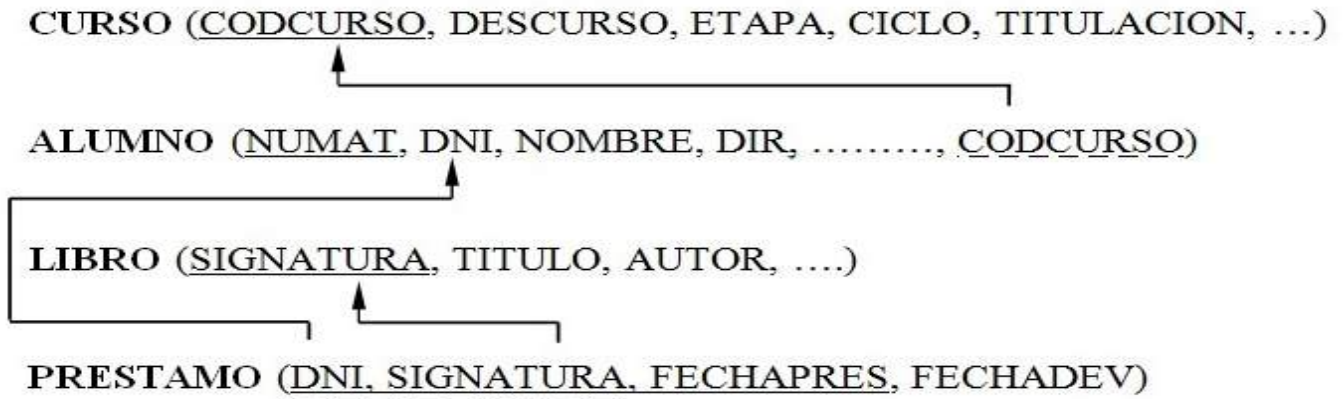 CURSO (CODCURSO, DESCURSO, ETAPA, CICLO, TITULACION, …)
ALUMNO (NUMAT, DNI, NOMBRE, DIR, ………, CODCURSO)
LIBRO (SIGNATURA, TITULO, AUTOR, ….)
PRESTAMO (DNI, SIGNATURA, FECHAPRES, FECHADEV)